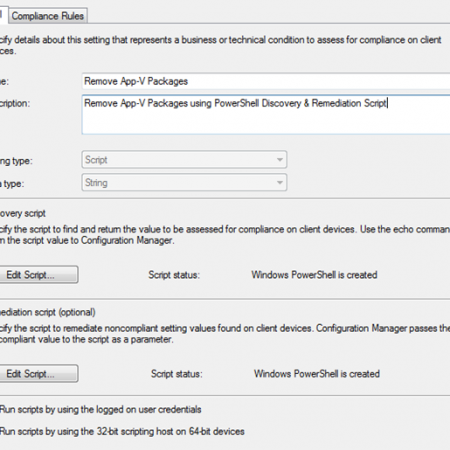 Compliance Rules
cify details about this setting that represents a business or technical condition to assess for compliance on client
ces.
me: Remove App-V Packages
cription: Remove App-V Packages using PowerShell Discovery & Remediation Script
ng type: Script
a type: String
overy script
cify the script to find and return the value to be assessed for compliance on client devices. Use the echo command
n the script value to Configuration Manager.
Edit Script... Script status: Windows PowerShell is created
ediation script (optional)
cify the script to remediate noncompliant setting values found on client devices. Configuration Manager passes the
compliant value to the script as a parameter.
Edit Script... Script status: Windows PowerShell is created
Run scripts by using the logged on user credentials
Run scripts by using the 32-bit scripting host on 64-bit devices